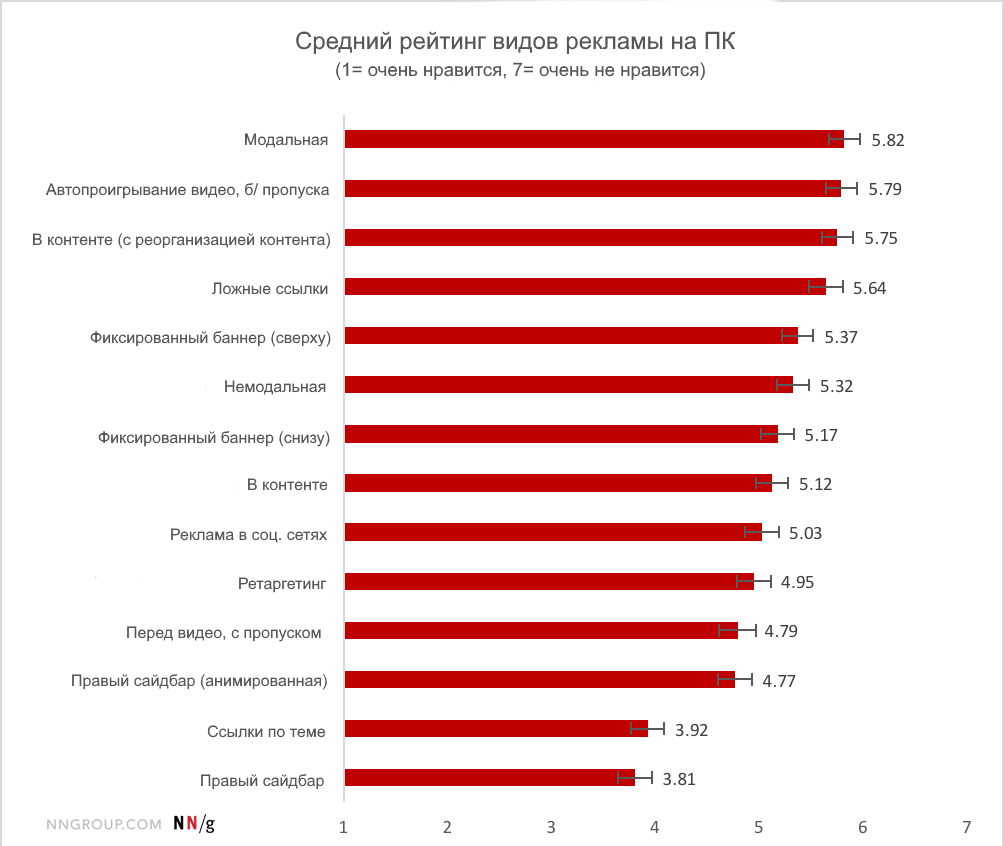 Средний рейтинг видов рекламы на ПК
(1= очень нравится, 7= очень не нравится)
Модальная 5.82
Автопроигрывание видео, б/ пропуска 5.79
В контенте (с реорганизацией контента) 5.75
Ложные ссылки 5.64
Фиксированный баннер (сверху) 5.37
Немодальная 5.32
Фиксированный баннер (снизу) 5.17
В контенте 5.12
Реклама в соц. сетях 5.03
Ретаргетинг 4.95
Перед видео, с пропуском 4.79
Правый сайдбар (анимированная) 4.77
Ссылки по теме 3.92
Правый сайдбар 3.81
NNGROUP.COM NN/g 1 2 3 4 5 6 7